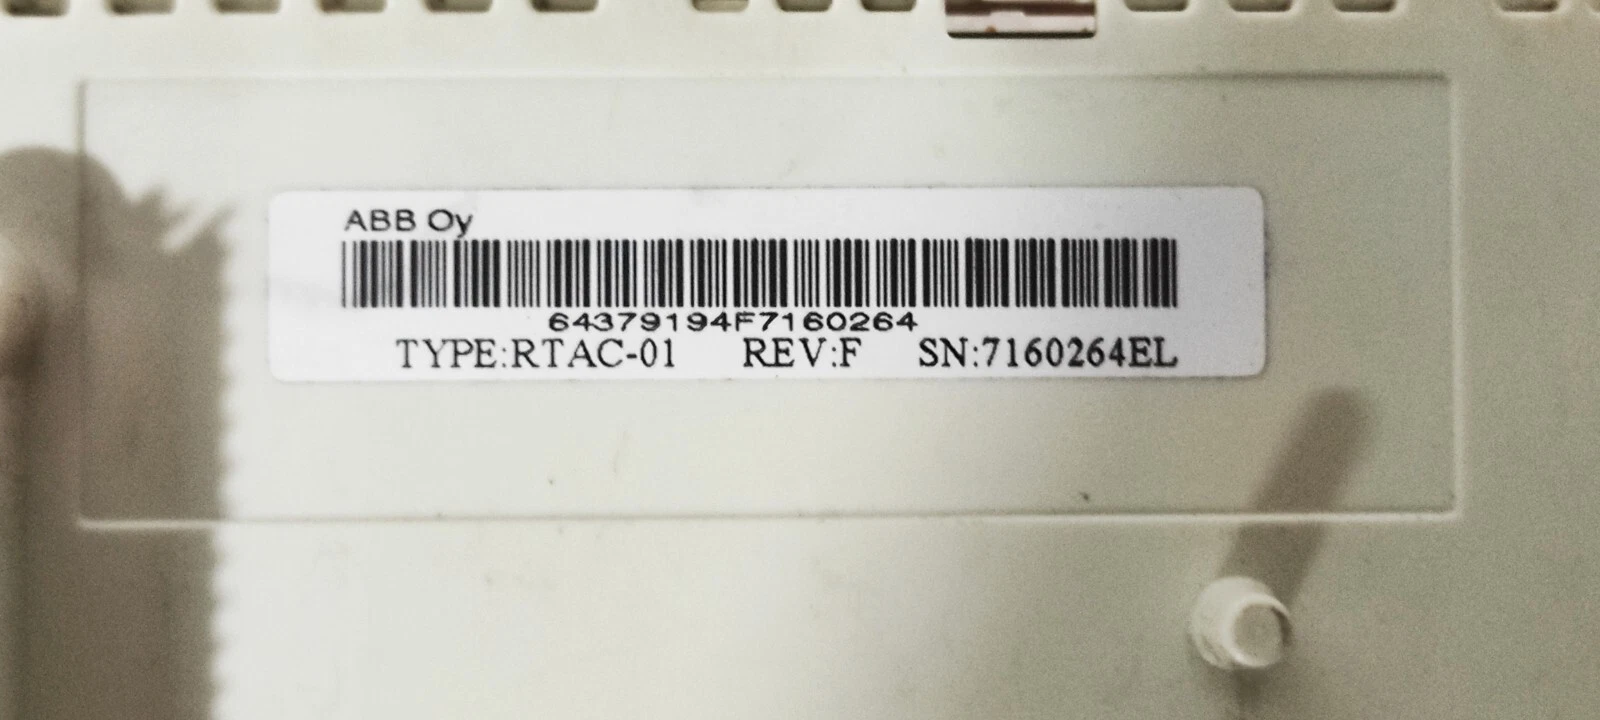 ABB Oy
64379194F7160264
TYPE:RTAC-01 REV:F SN:7160264EL